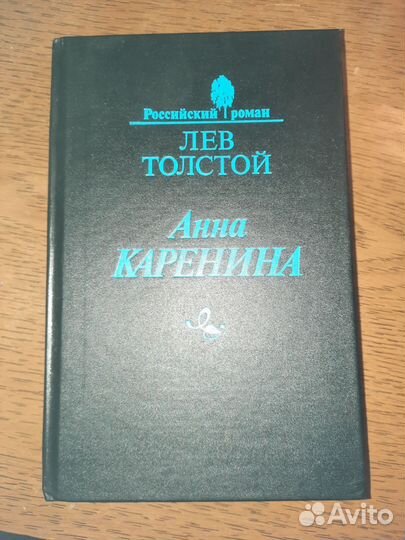 Российский роман
ЛЕВ
ТОЛСТОЙ
Анна
КАРЕНИНА
Avito